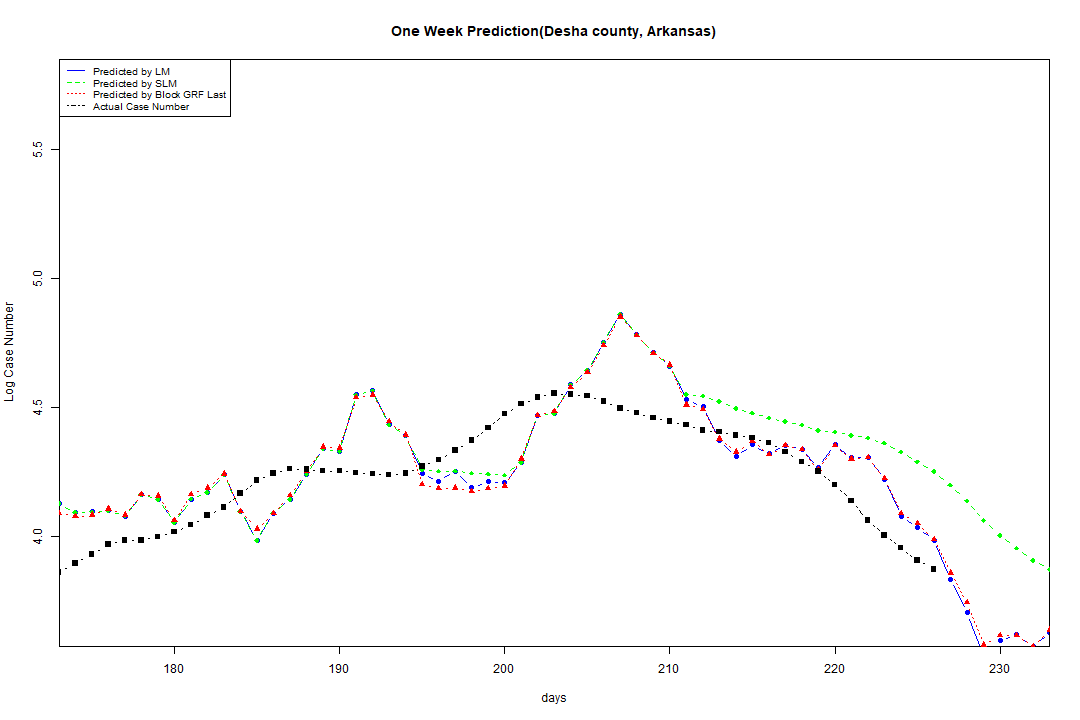 One Week Prediction(Desha county, Arkansas)
Predicted by LM
Predicted by SLM
Predicted by Block GRF Last
Actual Case Number
5.5
5.0
4.5
4.0
Log Case Number
180 190 200 210 220 230
days